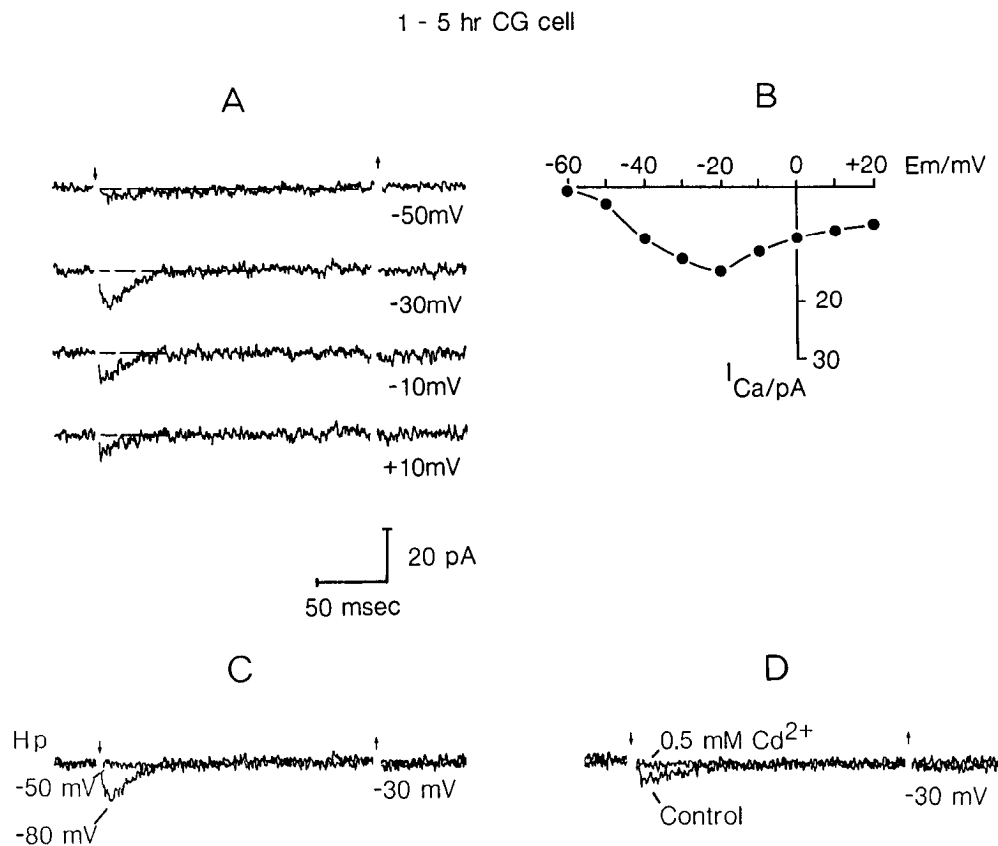 1 - 5 hr CG cell
A
-50mV
-30mV
-10mV
+10mV
20 pA
50 msec
B
-60 -40 -20 0 +20 Em/mV
20
30
I Ca/pA
C
Hp
-50 mV
-80 mV
-30 mV
D
0.5 mM Cd2+
Control
-30 mV